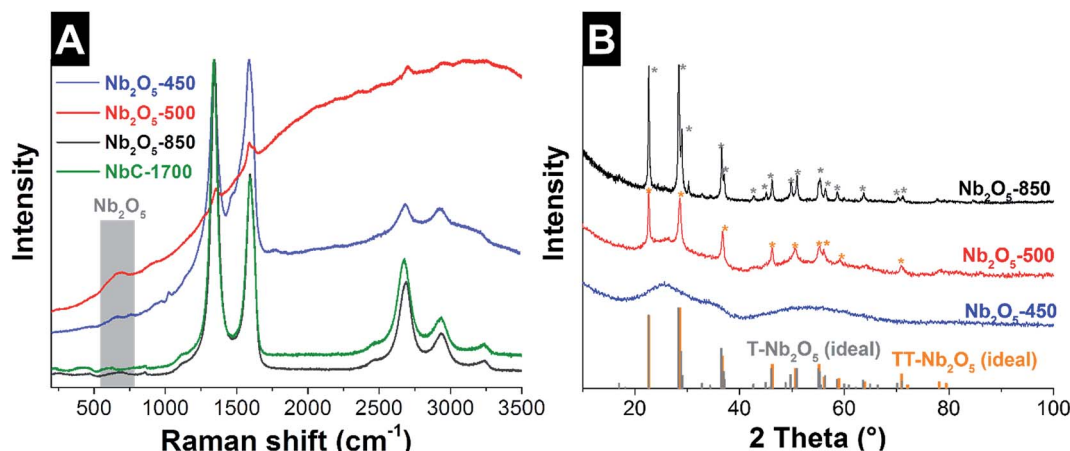 A
Nb₂O₅-450
Nb₂O₅-500
Nb₂O₅-850
NbC-1700
Nb₂O₅
Intensity
500 1000 1500 2000 2500 3000 3500
Raman shift (cm⁻¹)
B
* * * * * * * * * * * * * *
Nb₂O₅-850
* * * * * * * * *
Nb₂O₅-500
Nb₂O₅-450
T-Nb₂O₅ (ideal)
TT-Nb₂O₅ (ideal)
Intensity
20 40 60 80 100
2 Theta (°)